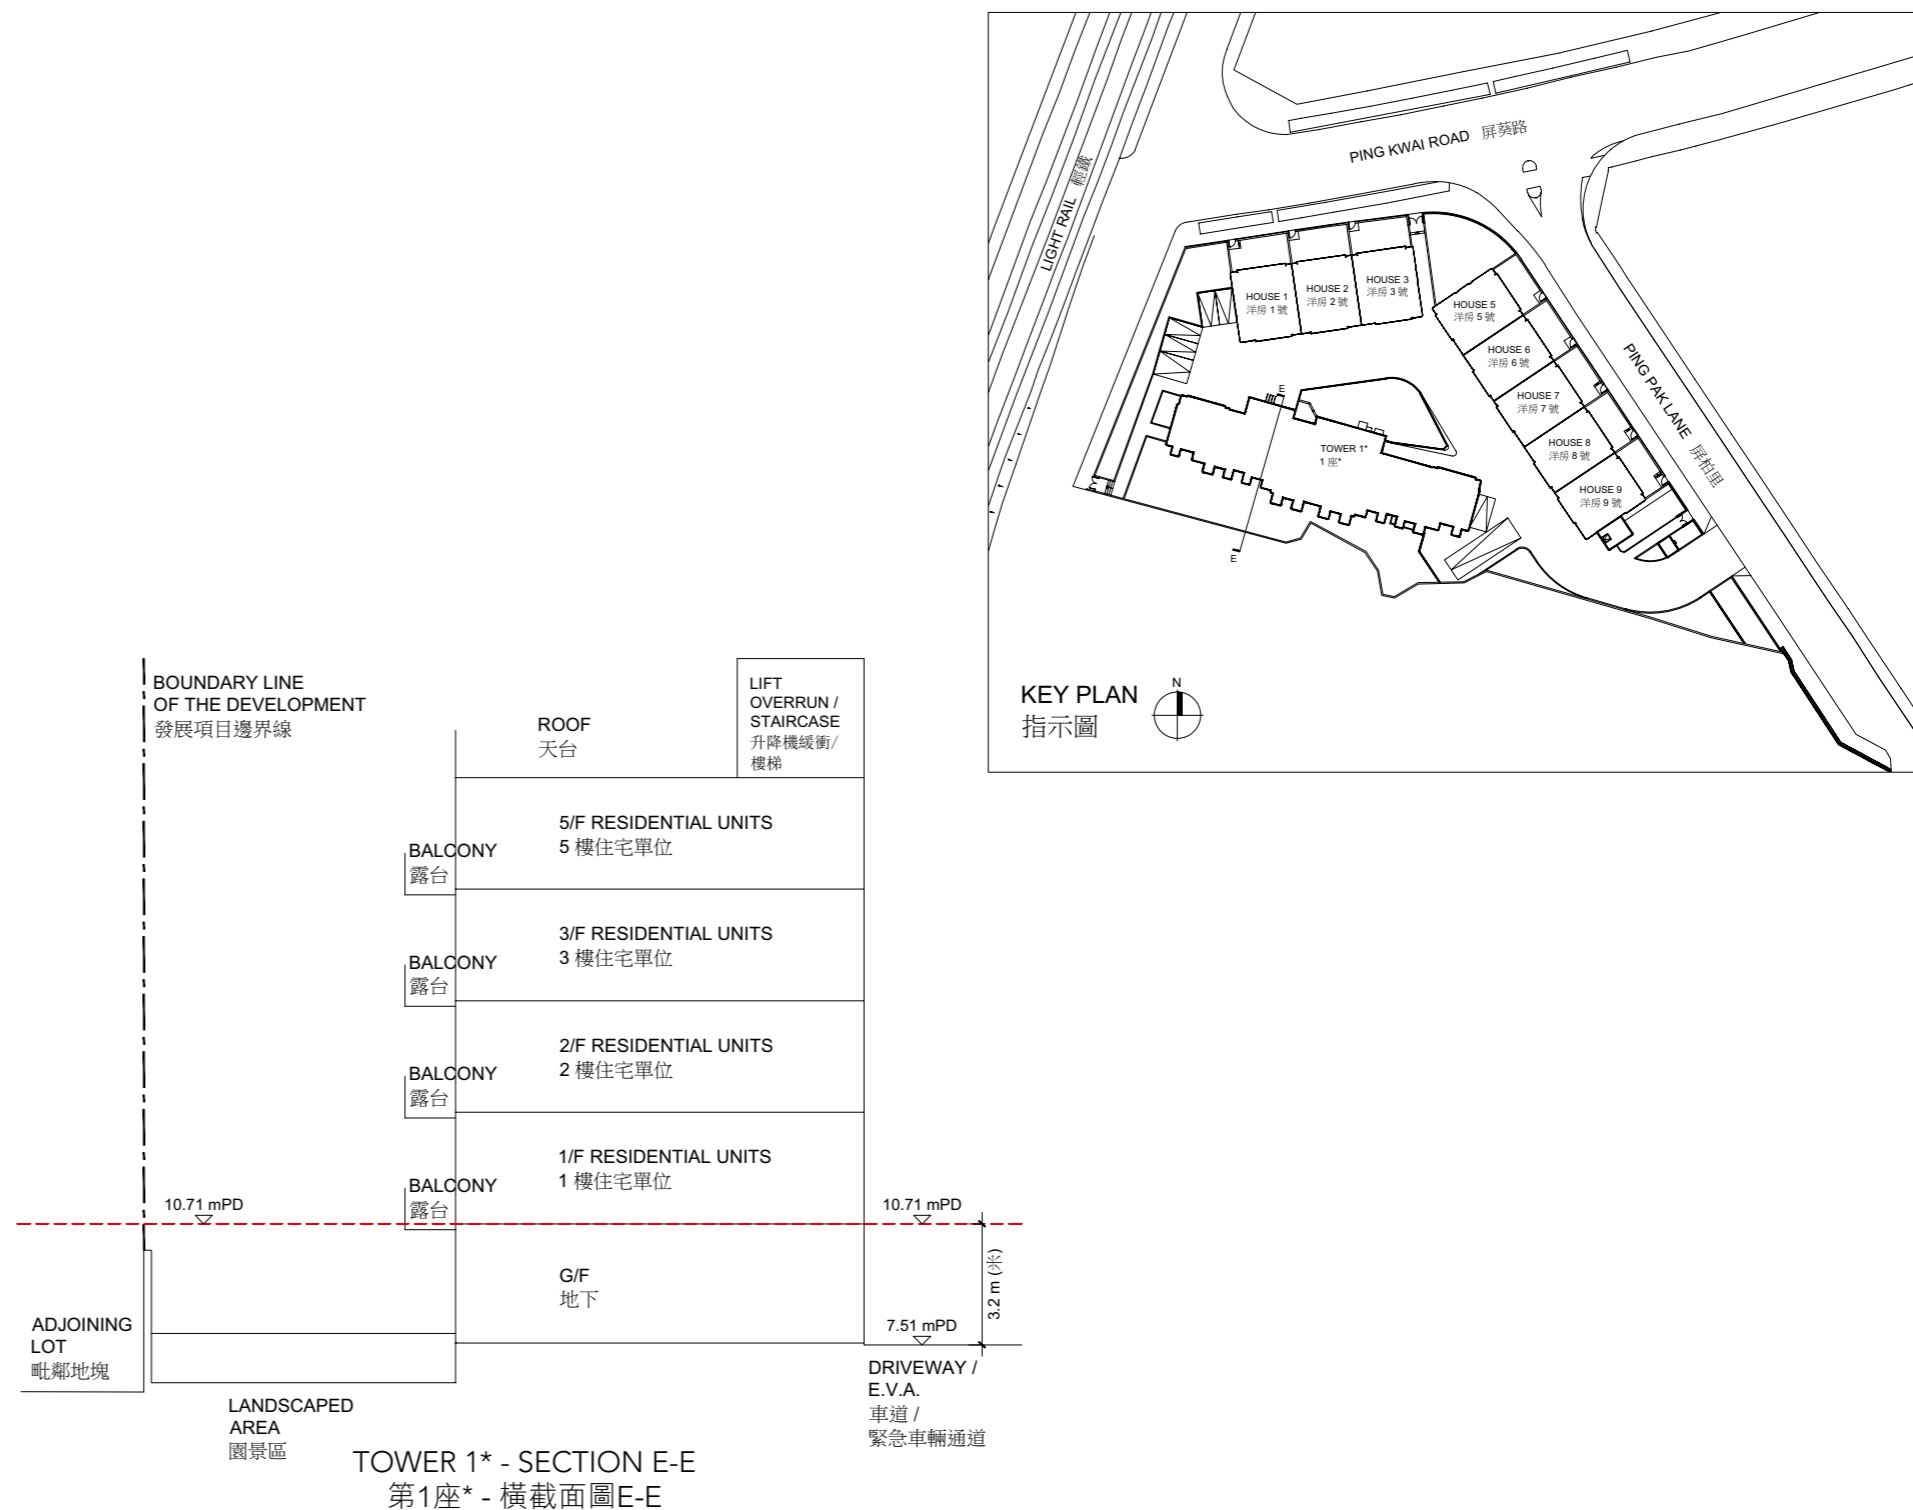 LIGHT RAIL 輕鐵
PING KWAI ROAD 屏葵路
PING PAK LANE 屏柏里
HOUSE 1
洋房 1 號
HOUSE 2
洋房 2 號
HOUSE 3
洋房 3 號
HOUSE 5
洋房 5 號
HOUSE 6
洋房 6 號
HOUSE 7
洋房 7 號
HOUSE 8
洋房 8 號
HOUSE 9
洋房 9 號
E
TOWER 1*
1 座*
E
KEY PLAN
指示圖
N
BOUNDARY LINE
OF THE DEVELOPMENT
發展項目邊界線
ROOF
天台
LIFT
OVERRUN /
STAIRCASE
升降機緩衝/
樓梯
5/F RESIDENTIAL UNITS
5 樓住宅單位
BALCONY
露台
3/F RESIDENTIAL UNITS
3 樓住宅單位
BALCONY
露台
2/F RESIDENTIAL UNITS
2 樓住宅單位
BALCONY
露台
1/F RESIDENTIAL UNITS
1 樓住宅單位
BALCONY
露台
10.71 mPD
10.71 mPD
G/F
地下
3.2 m (米)
7.51 mPD
ADJOINING
LOT
毗鄰地塊
DRIVEWAY /
E.V.A.
車道 /
緊急車輛通道
LANDSCAPED
AREA
園景區
TOWER 1* - SECTION E-E
第1座* - 橫截面圖E-E